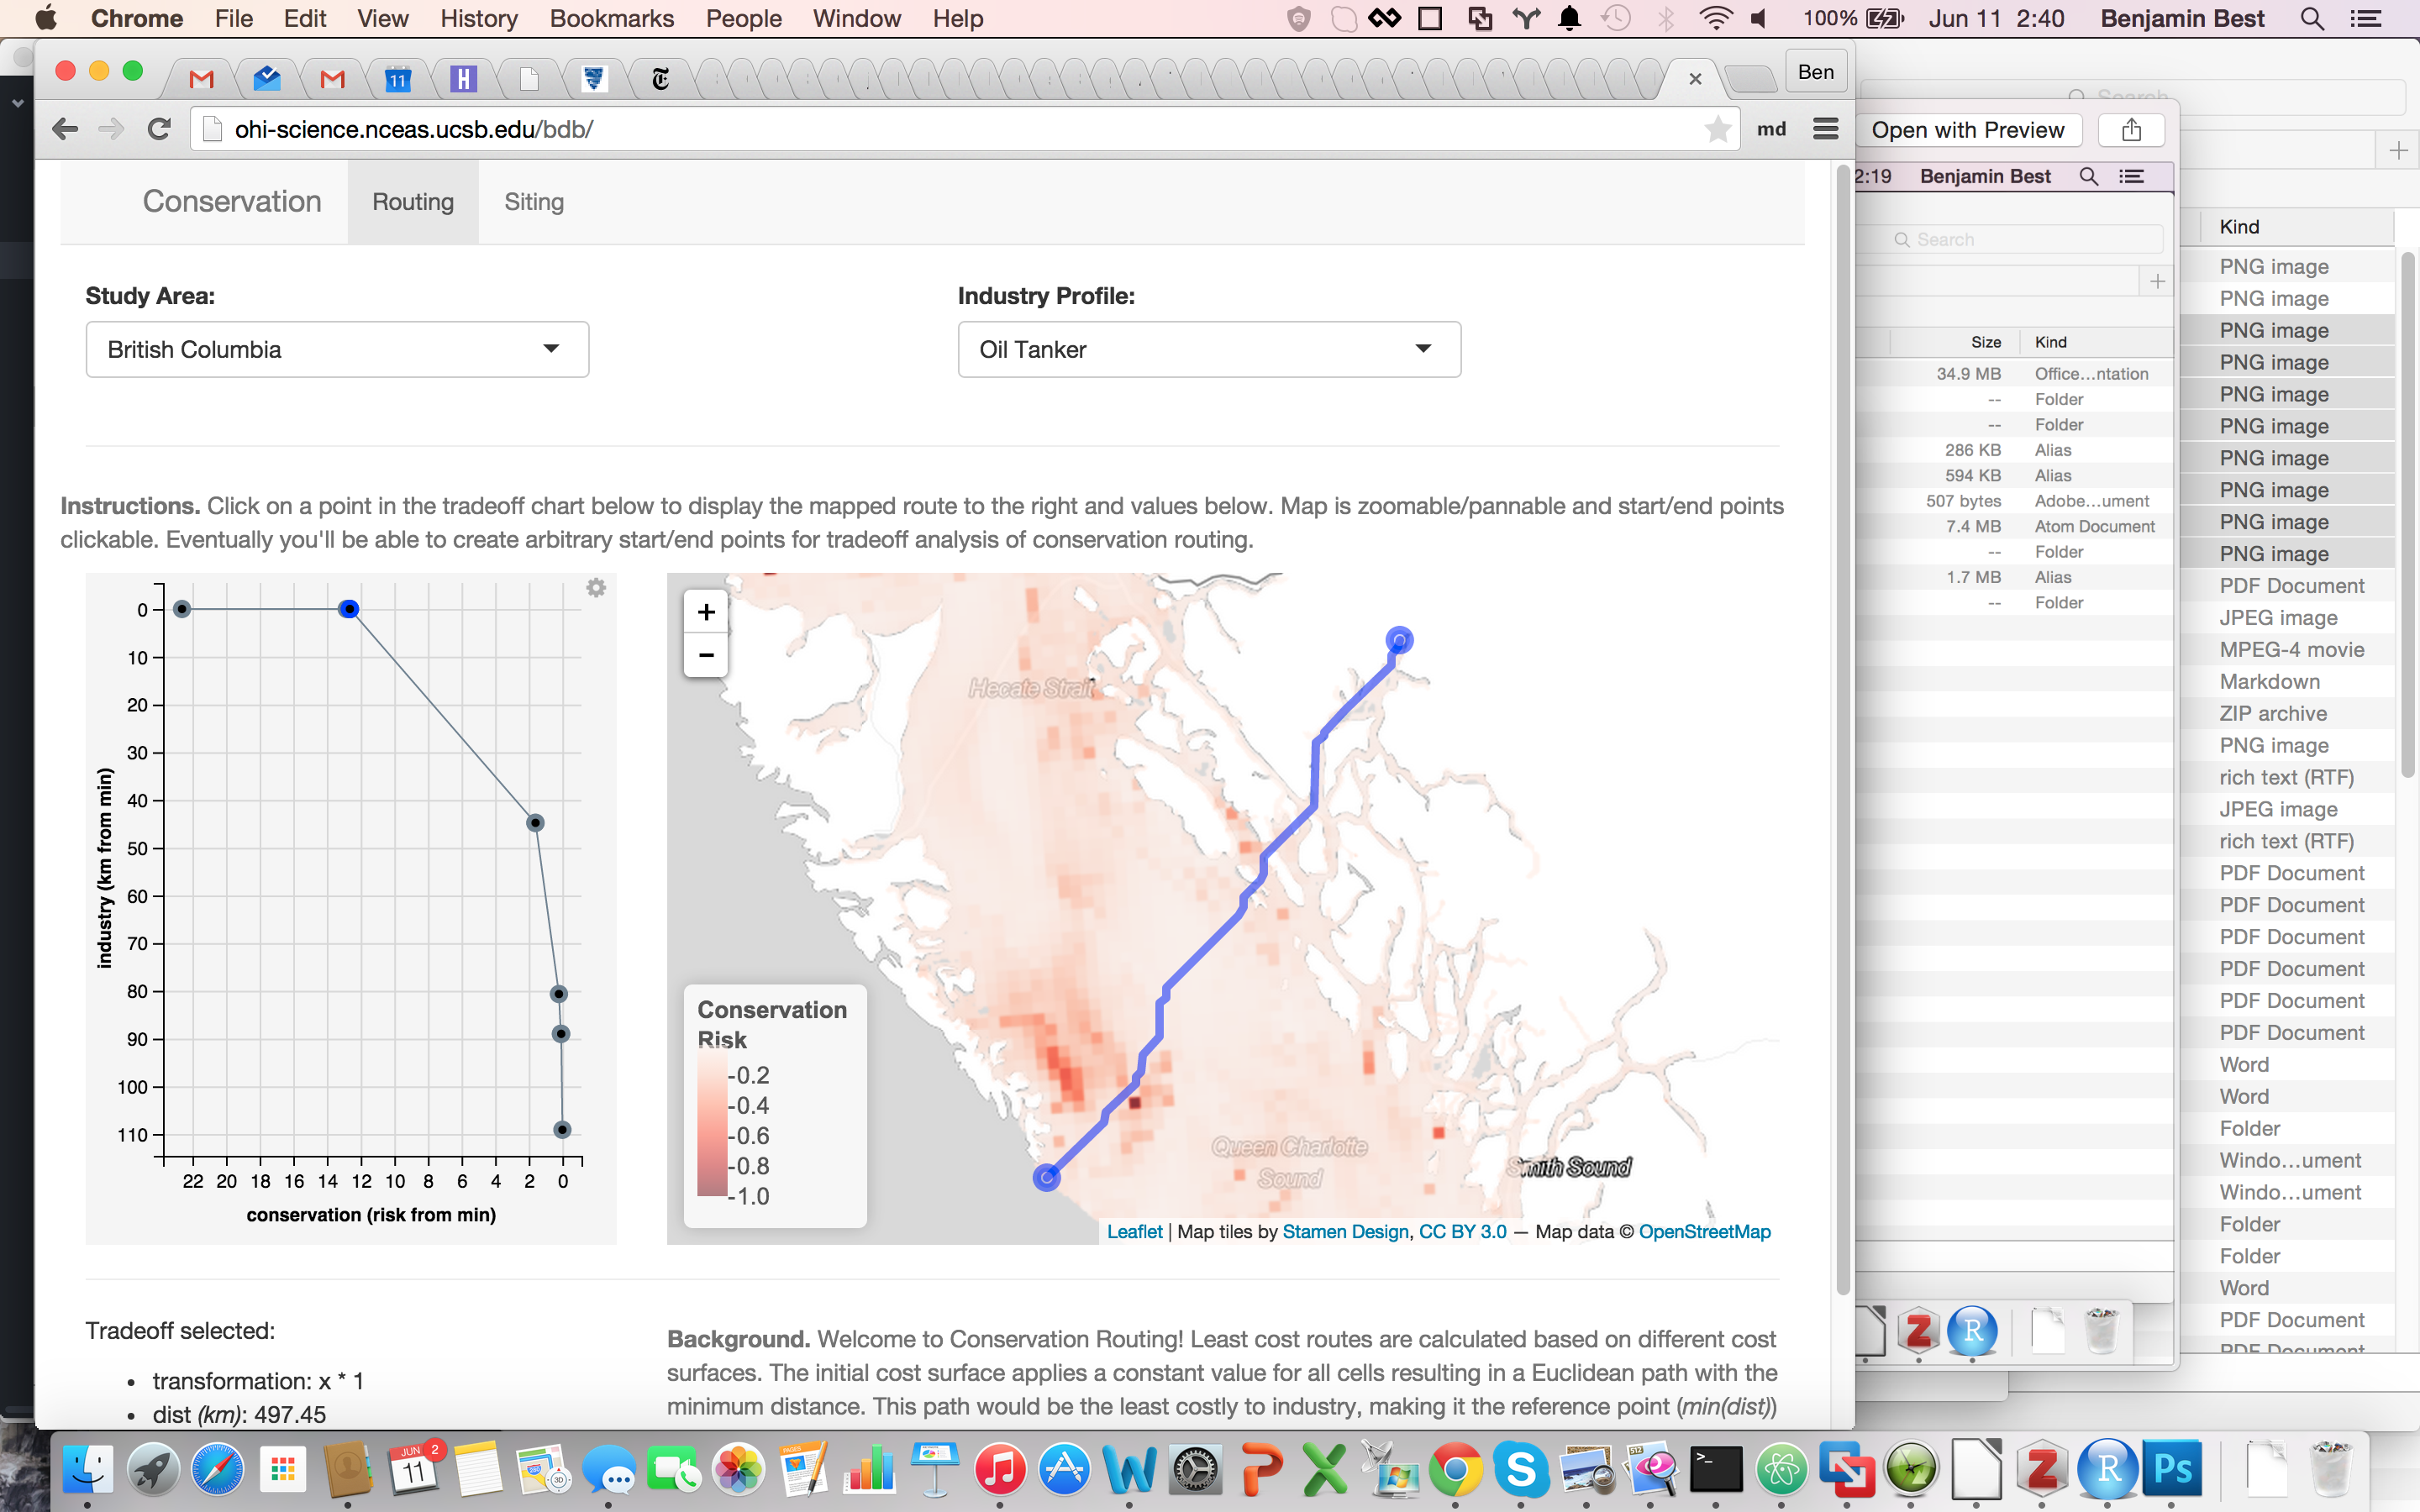 Chrome File Edit View History Bookmarks People Window Help 100% Jun 11 2:40 Benjamin Best
11 H Ben
ohi-science.nceas.ucsb.edu/bdb/ md
Conservation Routing Siting
Study Area: Industry Profile:
British Columbia Oil Tanker
Instructions. Click on a point in the tradeoff chart below to display the mapped route to the right and values below. Map is zoomable/pannable and start/end points
clickable. Eventually you'll be able to create arbitrary start/end points for tradeoff analysis of conservation routing.
0
10
20
30
40
50
60
70
80
90
100
110
industry (km from min)
22 20 18 16 14 12 10 8 6 4 2 0
conservation (risk from min)
+
−
Hecate Strait
Queen Charlotte
Sound
Smith Sound
Conservation
Risk
-0.2
-0.4
-0.6
-0.8
-1.0
Leaflet | Map tiles by Stamen Design, CC BY 3.0 — Map data © OpenStreetMap
Tradeoff selected:
• transformation: x * 1
• dist (km): 497.45
Background. Welcome to Conservation Routing! Least cost routes are calculated based on different cost
surfaces. The initial cost surface applies a constant value for all cells resulting in a Euclidean path with the
minimum distance. This path would be the least costly to industry, making it the reference point (min(dist))
Search
Open with Preview
2:19 Benjamin Best
Search
Size Kind
34.9 MB Office...ntation
-- Folder
-- Folder
286 KB Alias
594 KB Alias
507 bytes Adobe...ument
7.4 MB Atom Document
-- Folder
1.7 MB Alias
-- Folder
Kind
PNG image
PNG image
PNG image
PNG image
PNG image
PNG image
PNG image
PNG image
PNG image
PNG image
PDF Document
JPEG image
MPEG-4 movie
Markdown
ZIP archive
PNG image
rich text (RTF)
JPEG image
rich text (RTF)
PDF Document
PDF Document
PDF Document
PDF Document
PDF Document
PDF Document
Word
Word
Folder
Windo...ument
Windo...ument
Folder
Folder
Word
PDF Document
PDF Document
Z R
JUN 11 2 PAGES W P X S 512 >_ Z R Ps